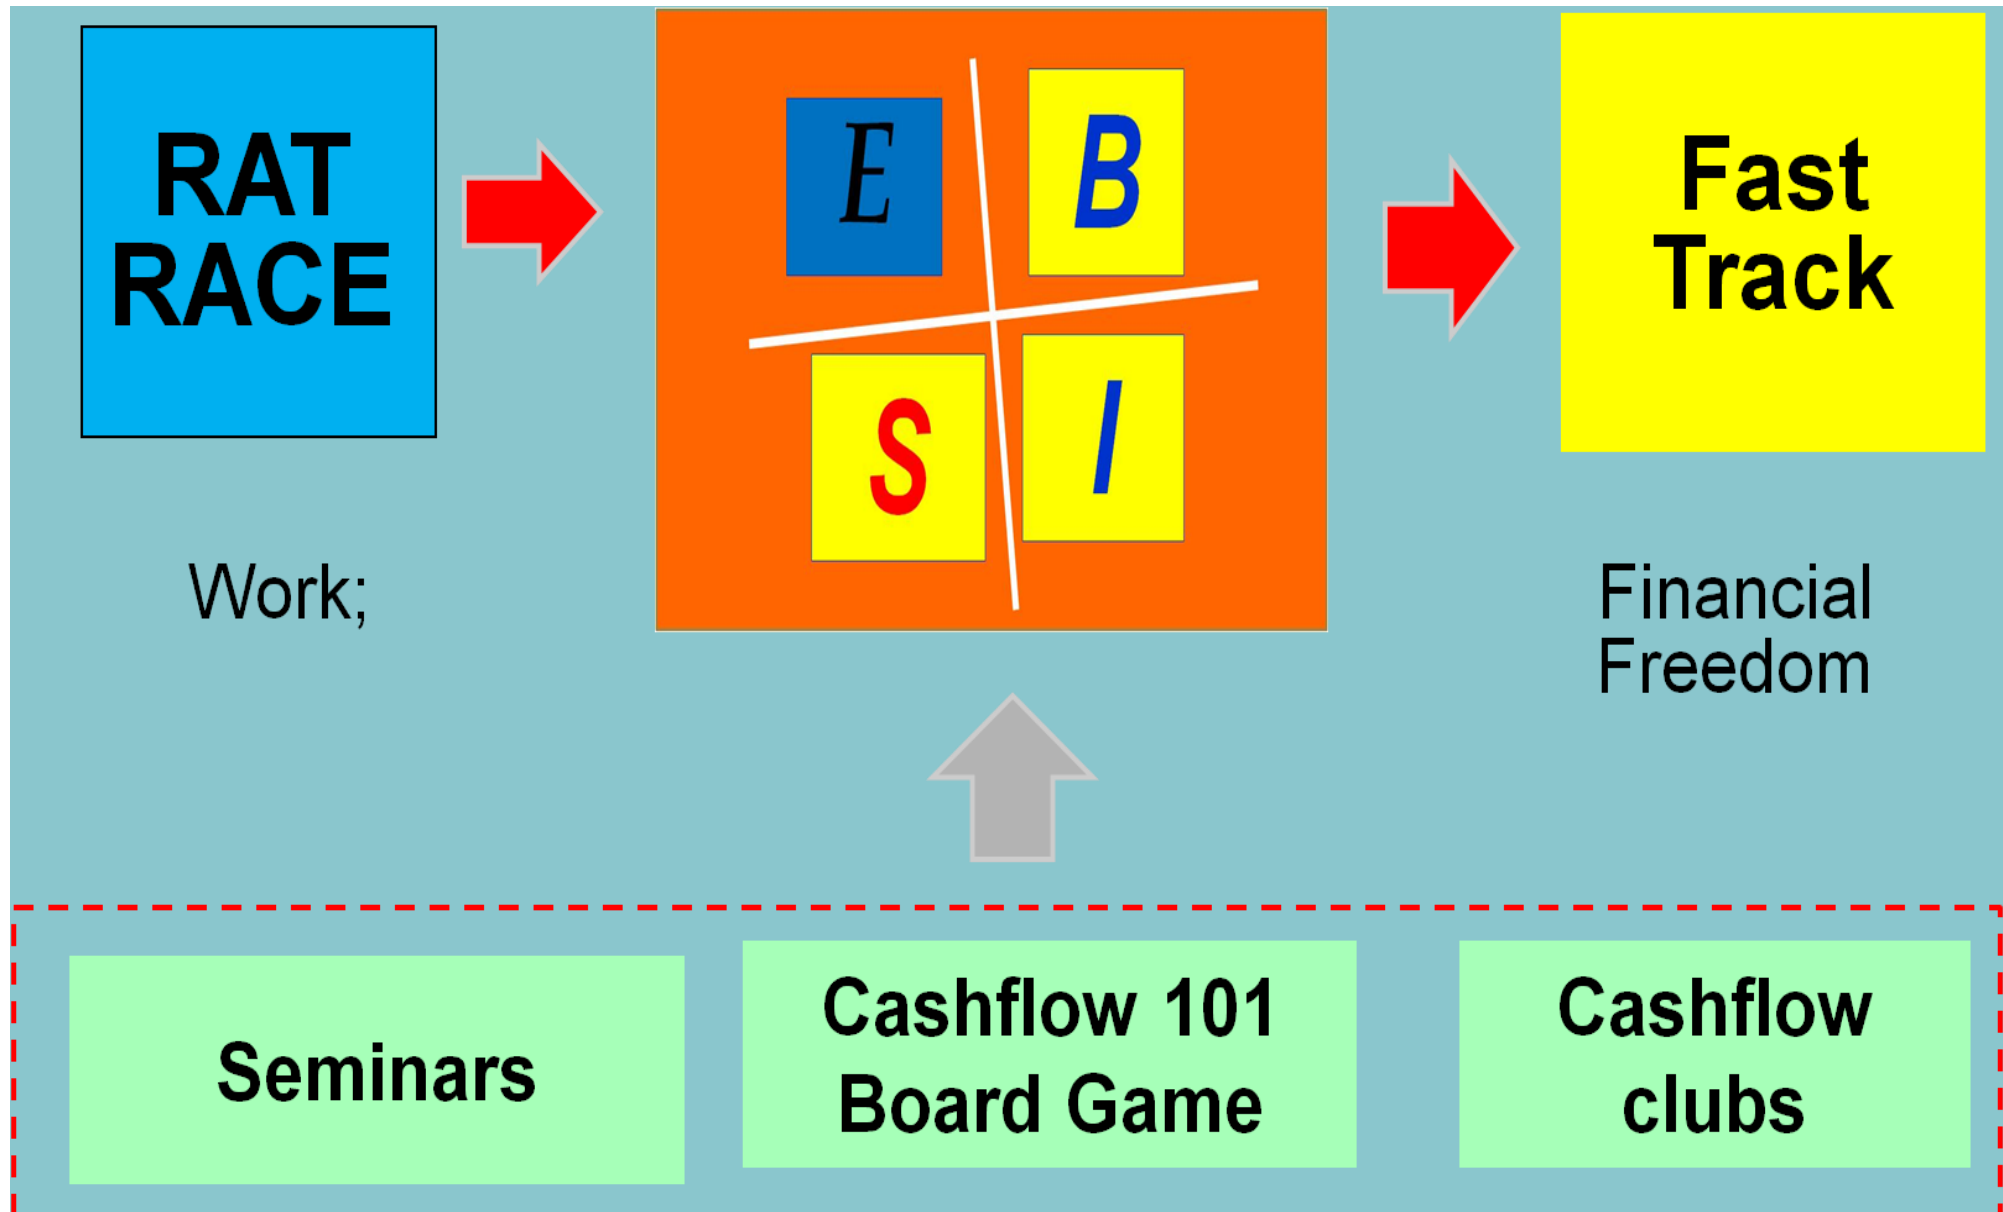 RAT
RACE
E
B
S
I
Fast
Track
Work;
Financial
Freedom
Seminars
Cashflow 101
Board Game
Cashflow
clubs